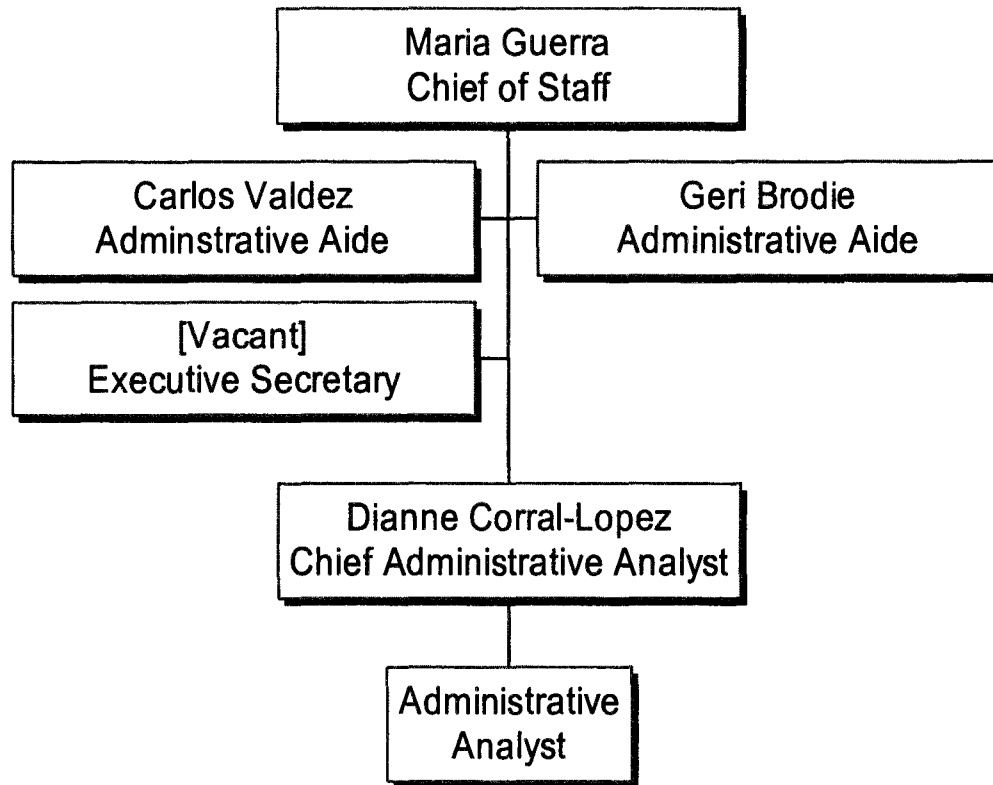 Maria Guerra
Chief of Staff
Carlos Valdez
Adminstrative Aide
Geri Brodie
Administrative Aide
[Vacant]
Executive Secretary
Dianne Corral-Lopez
Chief Administrative Analyst
Administrative
Analyst